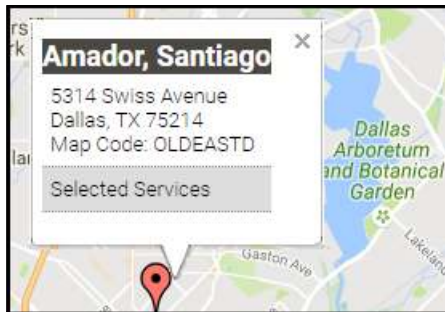 Amador, Santiago
×
5314 Swiss Avenue
Dallas, TX 75214
Map Code: OLDEASTD
Selected Services
Dallas
Arboretum
and Botanical
Garden
Gaston Ave
Lakeland